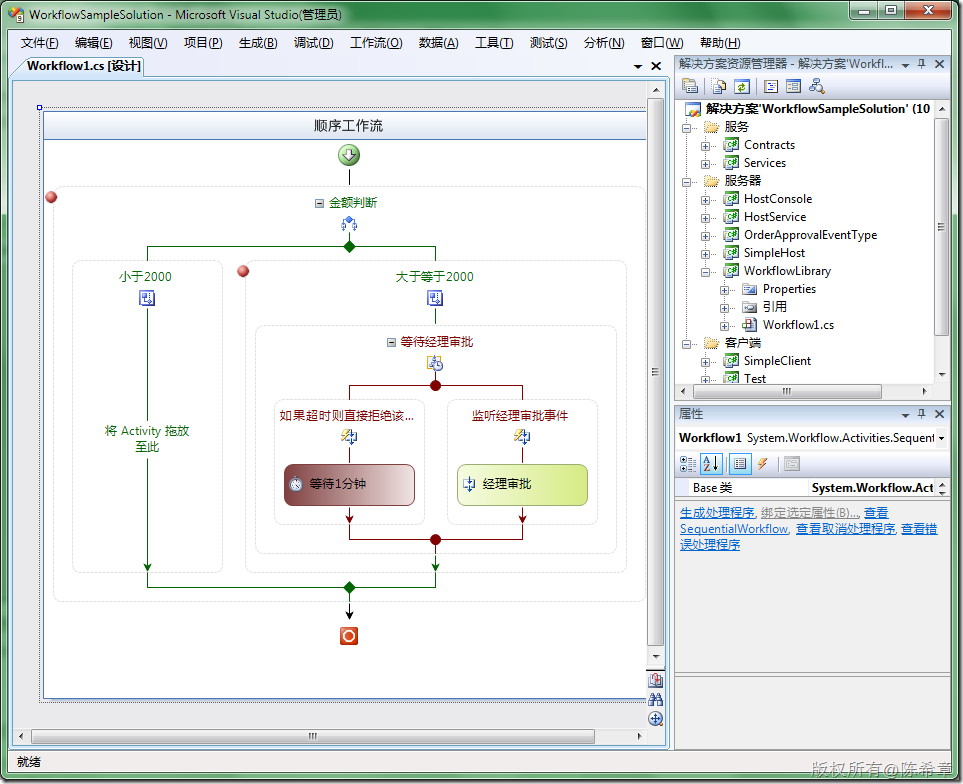 WorkflowSampleSolution - Microsoft Visual Studio(管理员)
文件(F) 编辑(E) 视图(V) 项目(P) 生成(B) 调试(D) 工作流(O) 数据(A) 工具(T) 测试(S) 分析(N) 窗口(W) 帮助(H)
Workflow1.cs [设计]
顺序工作流
金额判断
小于2000
大于等于2000
等待经理审批
如果超时则直接拒绝该...
监听经理审批事件
将 Activity 拖放
至此
等待1分钟
经理审批
解决方案资源管理器 - 解决方案'Workfl...
解决方案'WorkflowSampleSolution' (10
服务
Contracts
Services
服务器
HostConsole
HostService
OrderApprovalEventType
SimpleHost
WorkflowLibrary
Properties
引用
Workflow1.cs
客户端
SimpleClient
Test
属性
Workflow1 System.Workflow.Activities.Sequent
Base 类 System.Workflow.Act
生成处理程序, 绑定选定属性(B)..., 查看
SequentialWorkflow, 查看取消处理程序, 查看错
误处理程序
就绪
版权所有@陈希章